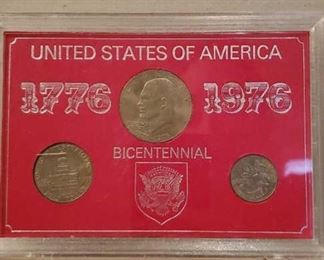 UNITED STATES OF AMERICA
1776 1976
BICENTENNIAL